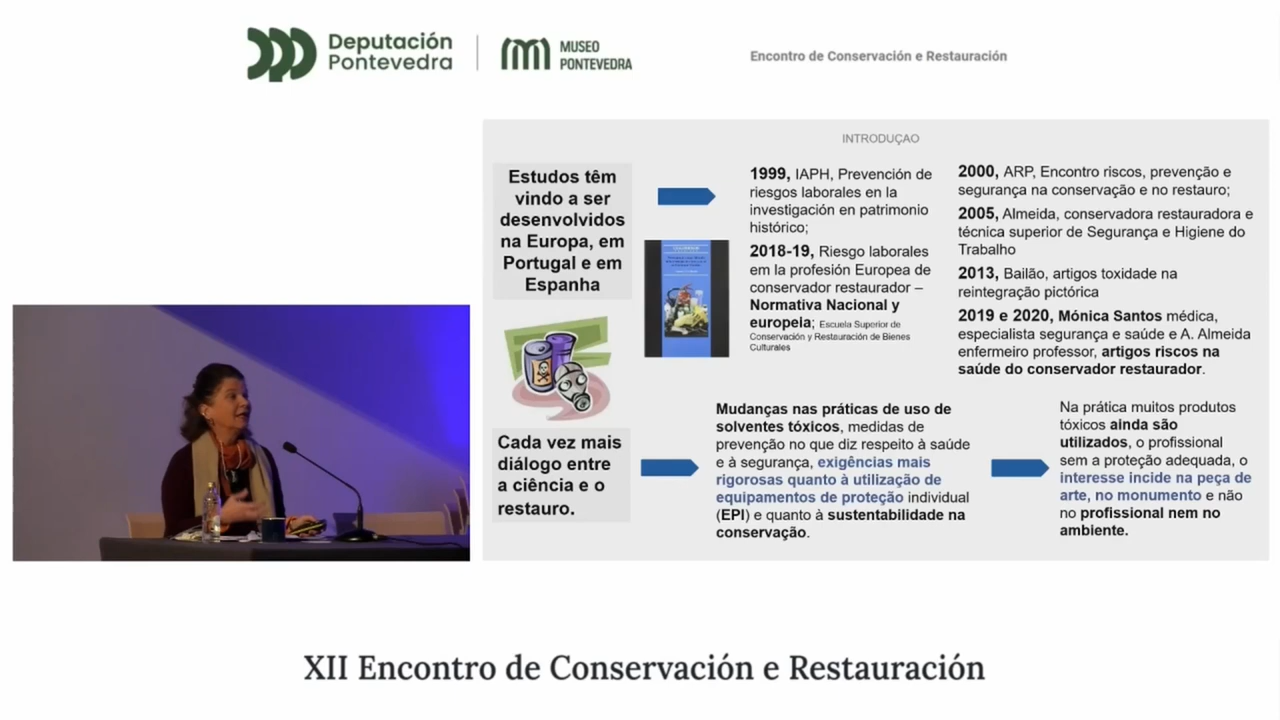 Deputación
Pontevedra
MUSEO
PONTEVEDRA
Encontro de Conservación e Restauración
INTRODUÇAO
Estudos têm
vindo a ser
desenvolvidos
na Europa, em
Portugal e em
Espanha
1999, IAPH, Prevención de
riesgos laborales en la
investigación en patrimonio
histórico;
2018-19, Riesgo laborales
em la profesión Europea de
conservador restaurador –
Normativa Nacional y
europeia; Escuela Superior de
Conservación y Restauración de Bienes
Culturales
2000, ARP, Encontro riscos, prevenção e
segurança na conservação e no restauro;
2005, Almeida, conservadora restauradora e
técnica superior de Segurança e Higiene do
Trabalho
2013, Bailão, artigos toxidade na
reintegração pictórica
2019 e 2020, Mónica Santos médica,
especialista segurança e saúde e A. Almeida
enfermeiro professor, artigos riscos na
saúde do conservador restaurador.
Cada vez mais
diálogo entre
a ciência e o
restauro.
Mudanças nas práticas de uso de
solventes tóxicos, medidas de
prevenção no que diz respeito à saúde
e à segurança, exigências mais
rigorosas quanto à utilização de
equipamentos de proteção individual
(EPI) e quanto à sustentabilidade na
conservação.
Na prática muitos produtos
tóxicos ainda são
utilizados, o profissional
sem a proteção adequada, o
interesse incide na peça de
arte, no monumento e não
no profissional nem no
ambiente.
XII Encontro de Conservación e Restauración